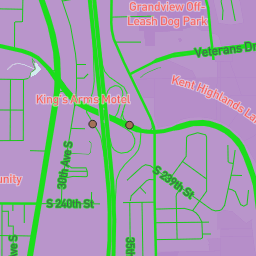 Grandview Off-
Leash Dog Park
Veterans Dr
Kent Highlands La
King's Arms Motel
30th Ave S
S 239th St
unity
S 240th St
35th
e S